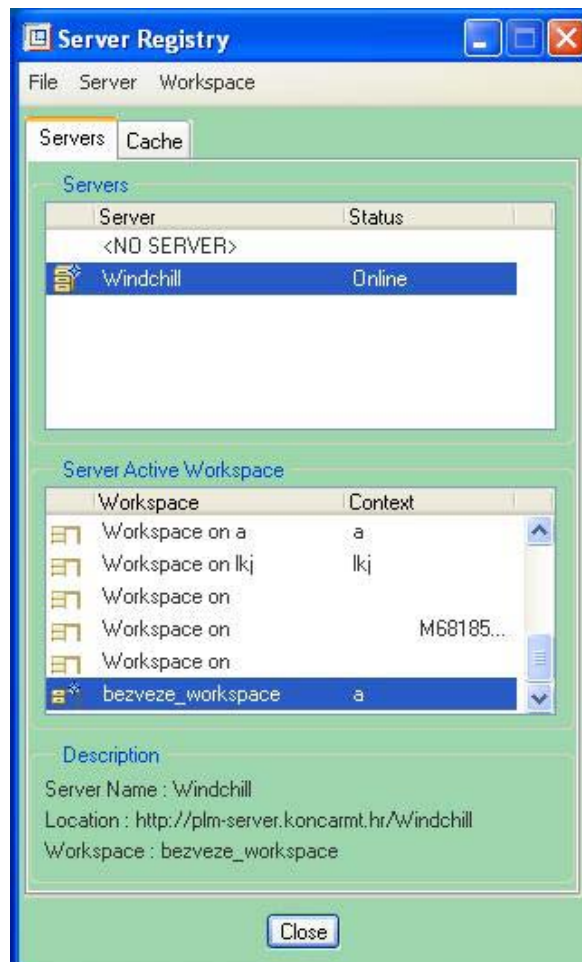 Server Registry
File Server Workspace
Servers Cache
Servers
Server Status
<NO SERVER>
Windchill Online
Server Active Workspace
Workspace Context
Workspace on a a
Workspace on lkj lkj
Workspace on
Workspace on M68185...
Workspace on
bezveze_workspace a
Description
Server Name : Windchill
Location : http://plm-server.koncarmt.hr/Windchill
Workspace : bezveze_workspace
Close